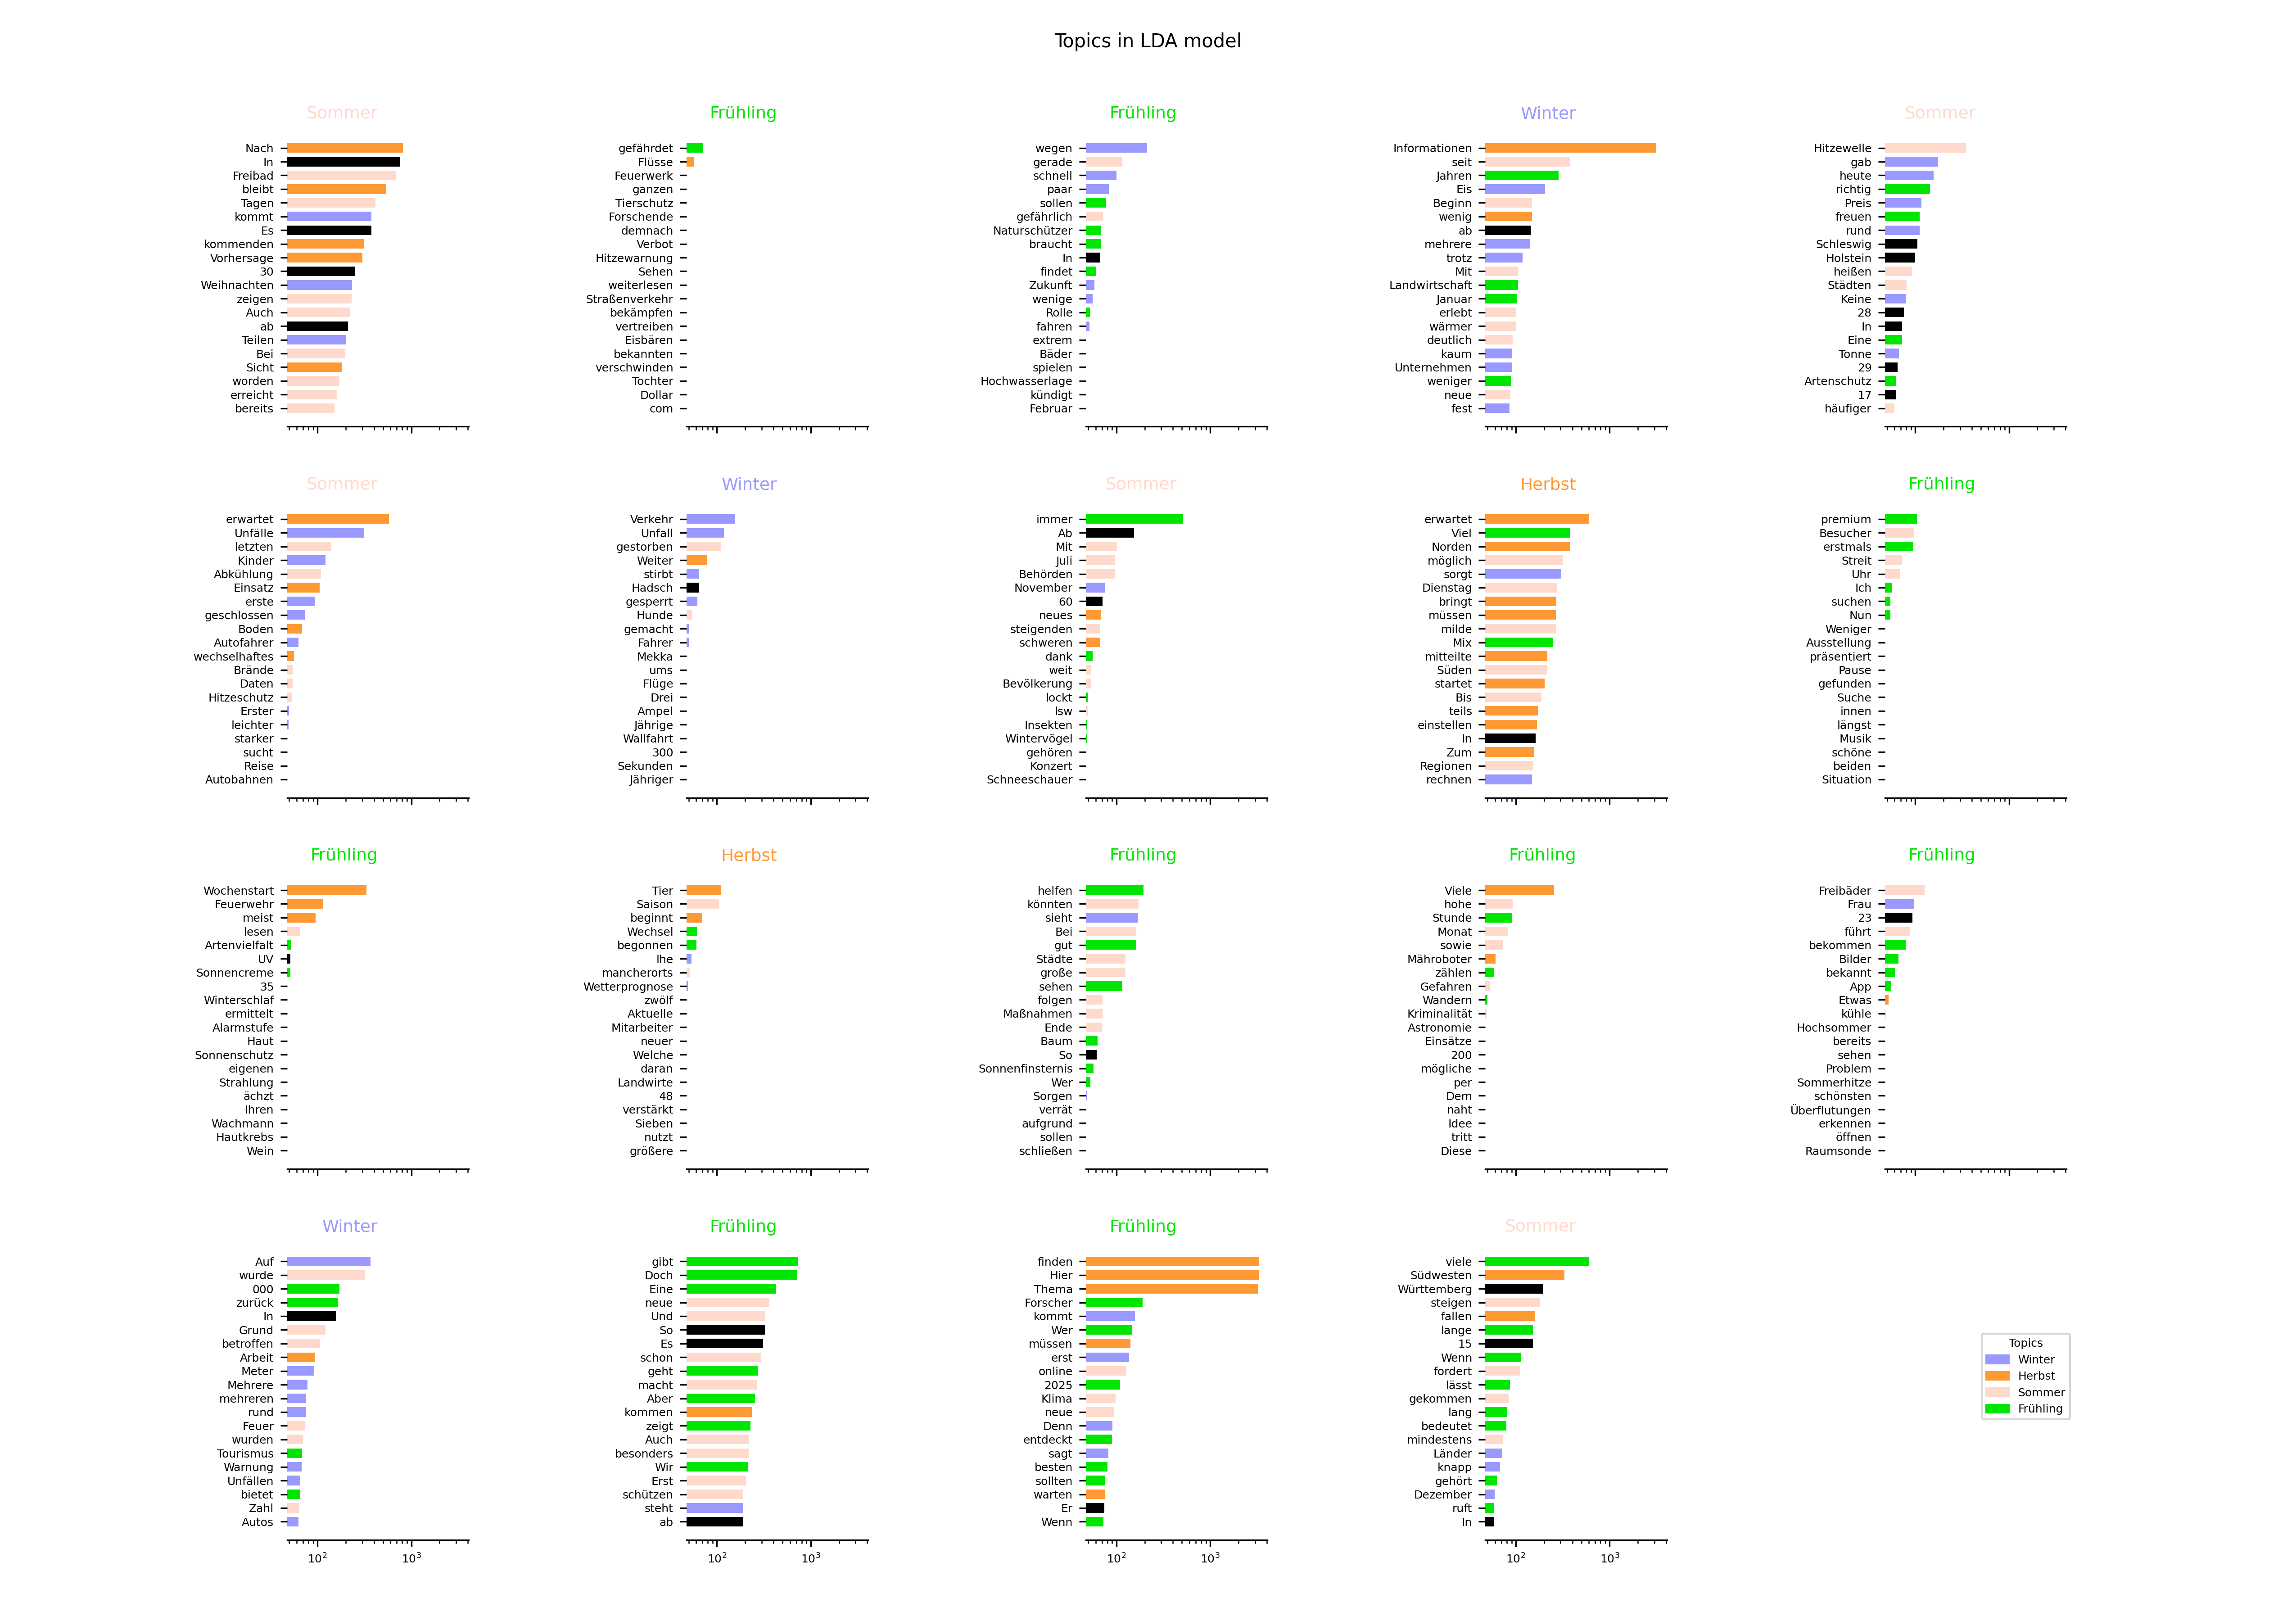 Topics in LDA model
Sommer
Nach
In
Freibad
bleibt
Tagen
kommt
Es
kommenden
Vorhersage
30
Weihnachten
zeigen
Auch
ab
Teilen
Bei
Sicht
worden
erreicht
bereits
Frühling
gefährdet
Flüsse
Feuerwerk
ganzen
Tierschutz
Forschende
demnach
Verbot
Hitzewarnung
Sehen
weiterlesen
Straßenverkehr
bekämpfen
vertreiben
Eisbären
bekannten
verschwinden
Tochter
Dollar
com
Frühling
wegen
gerade
schnell
paar
sollen
gefährlich
Naturschützer
braucht
In
findet
Zukunft
wenige
Rolle
fahren
extrem
Bäder
spielen
Hochwasserlage
kündigt
Februar
Winter
Informationen
seit
Jahren
Eis
Beginn
wenig
ab
mehrere
trotz
Mit
Landwirtschaft
Januar
erlebt
wärmer
deutlich
kaum
Unternehmen
weniger
neue
fest
Sommer
Hitzewelle
gab
heute
richtig
Preis
freuen
rund
Schleswig
Holstein
heißen
Städten
Keine
28
In
Eine
Tonne
29
Artenschutz
17
häufiger
Sommer
erwartet
Unfälle
letzten
Kinder
Abkühlung
Einsatz
erste
geschlossen
Boden
Autofahrer
wechselhaftes
Brände
Daten
Hitzeschutz
Erster
leichter
starker
sucht
Reise
Autobahnen
Winter
Verkehr
Unfall
gestorben
Weiter
stirbt
Hadsch
gesperrt
Hunde
gemacht
Fahrer
Mekka
ums
Flüge
Drei
Ampel
Jährige
Wallfahrt
300
Sekunden
Jähriger
Sommer
immer
Ab
Mit
Juli
Behörden
November
60
neues
steigenden
schweren
dank
weit
Bevölkerung
lockt
lsw
Insekten
Wintervögel
gehören
Konzert
Schneeschauer
Herbst
erwartet
Viel
Norden
möglich
sorgt
Dienstag
bringt
müssen
milde
Mix
mitteilte
Süden
startet
Bis
teils
einstellen
In
Zum
Regionen
rechnen
Frühling
premium
Besucher
erstmals
Streit
Uhr
Ich
suchen
Nun
Weniger
Ausstellung
präsentiert
Pause
gefunden
Suche
innen
längst
Musik
schöne
beiden
Situation
Frühling
Wochenstart
Feuerwehr
meist
lesen
Artenvielfalt
UV
Sonnencreme
35
Winterschlaf
ermittelt
Alarmstufe
Haut
Sonnenschutz
eigenen
Strahlung
ächzt
Ihren
Wachmann
Hautkrebs
Wein
Herbst
Tier
Saison
beginnt
Wechsel
begonnen
Ihe
mancherorts
Wetterprognose
zwölf
Aktuelle
Mitarbeiter
neuer
Welche
daran
Landwirte
48
verstärkt
Sieben
nutzt
größere
Frühling
helfen
könnten
sieht
Bei
gut
Städte
große
sehen
folgen
Maßnahmen
Ende
Baum
So
Sonnenfinsternis
Wer
Sorgen
verrät
aufgrund
sollen
schließen
Frühling
Viele
hohe
Stunde
Monat
sowie
Mähroboter
zählen
Gefahren
Wandern
Kriminalität
Astronomie
Einsätze
200
mögliche
per
Dem
naht
Idee
tritt
Diese
Frühling
Freibäder
Frau
23
führt
bekommen
Bilder
bekannt
App
Etwas
kühle
Hochsommer
bereits
sehen
Problem
Sommerhitze
schönsten
Überflutungen
erkennen
öffnen
Raumsonde
Winter
Auf
wurde
000
zurück
In
Grund
betroffen
Arbeit
Meter
Mehrere
mehreren
rund
Feuer
wurden
Tourismus
Warnung
Unfällen
bietet
Zahl
Autos
10² 10³
Frühling
gibt
Doch
Eine
neue
Und
So
Es
schon
geht
macht
Aber
kommen
zeigt
Auch
besonders
Wir
Erst
schützen
steht
ab
10² 10³
Frühling
finden
Hier
Thema
Forscher
kommt
Wer
müssen
erst
online
2025
Klima
neue
Denn
entdeckt
sagt
besten
sollten
warten
Er
Wenn
10² 10³
Sommer
viele
Südwesten
Württemberg
steigen
fallen
lange
15
Wenn
fordert
lässt
gekommen
lang
bedeutet
mindestens
Länder
knapp
gehört
Dezember
ruft
In
10² 10³
Topics
Winter
Herbst
Sommer
Frühling